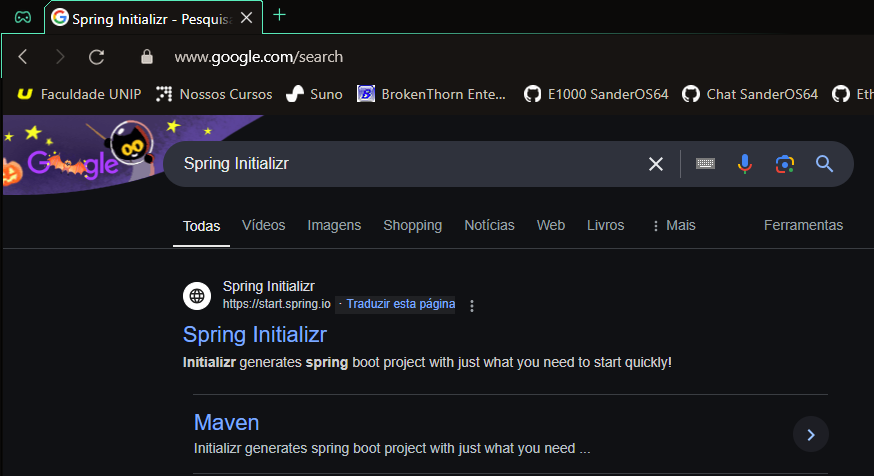 Spring Initializr - Pesquisa
www.google.com/search
Faculdade UNIP Nossos Cursos Suno BrokenThorn Ente... E1000 SanderOS64 Chat SanderOS64 Eth
Google
Spring Initializr
Todas Vídeos Imagens Shopping Notícias Web Livros Mais Ferramentas
Spring Initializr
https://start.spring.io · Traduzir esta página
Spring Initializr
Initializr generates spring boot project with just what you need to start quickly!
Maven
Initializr generates spring boot project with just what you need ...